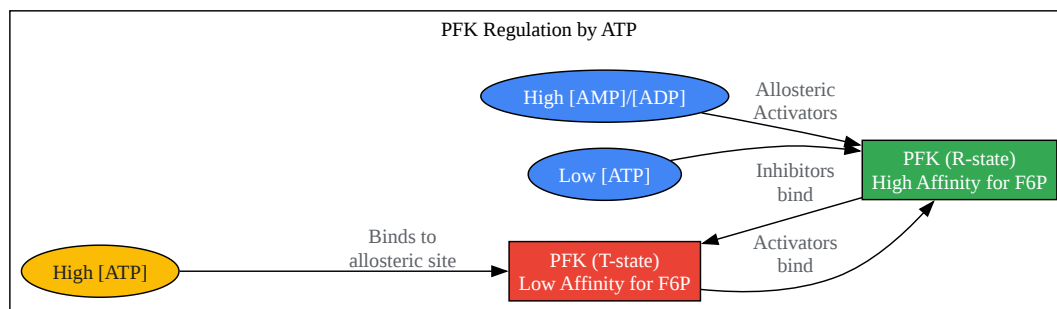 PFK Regulation by ATP
High [AMP]/[ADP]
Allosteric
Activators
Low [ATP]
PFK (R-state)
High Affinity for F6P
Inhibitors
bind
High [ATP]
Binds to
allosteric site
PFK (T-state)
Low Affinity for F6P
Activators
bind